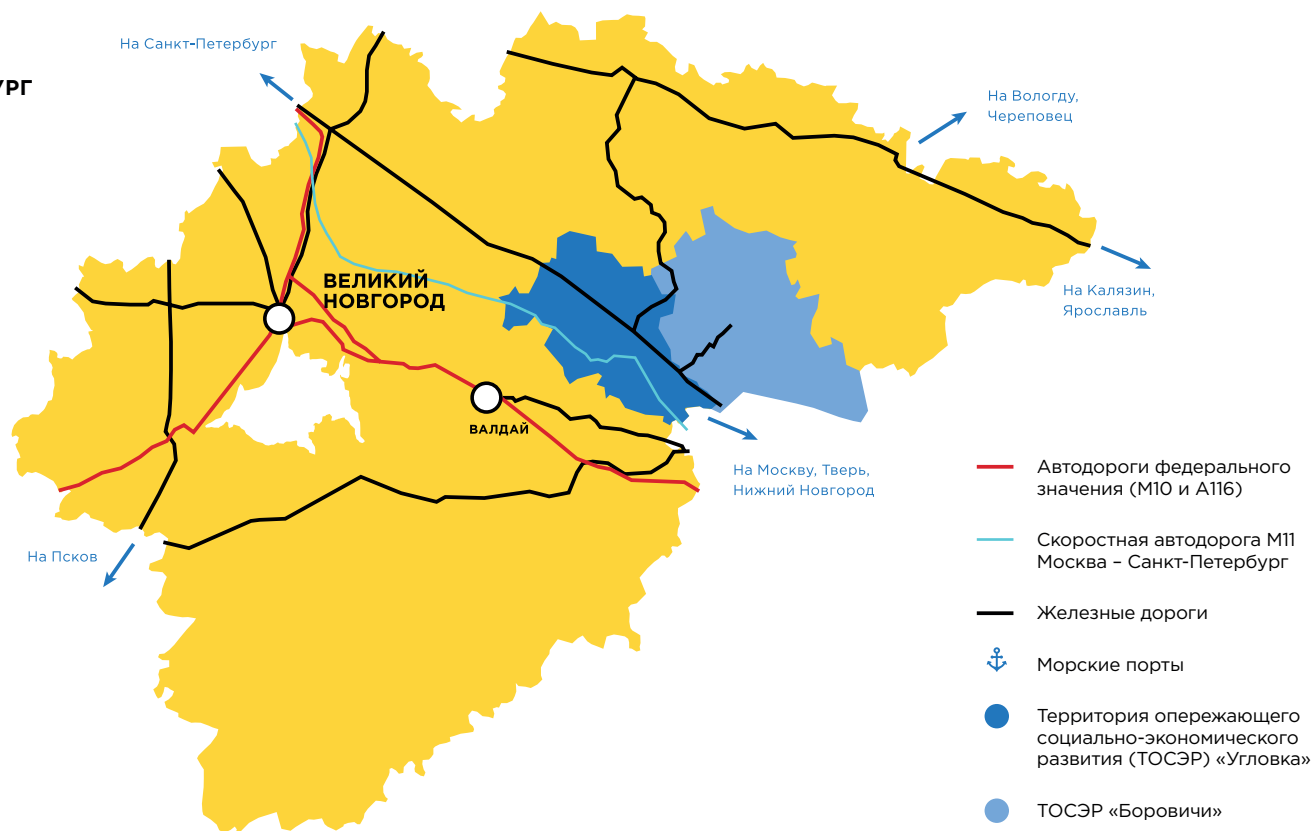 На Санкт-Петербург
УРГ
На Вологду,
Череповец
ВЕЛИКИЙ
НОВГОРОД
На Калязин,
Ярославль
ВАЛДАЙ
На Москву, Тверь,
Нижний Новгород
На Псков
Автодороги федерального
значения (М10 и А116)
Скоростная автодорога М11
Москва – Санкт-Петербург
Железные дороги
Морские порты
Территория опережающего
социально-экономического
развития (ТОСЭР) «Угловка»
ТОСЭР «Боровичи»